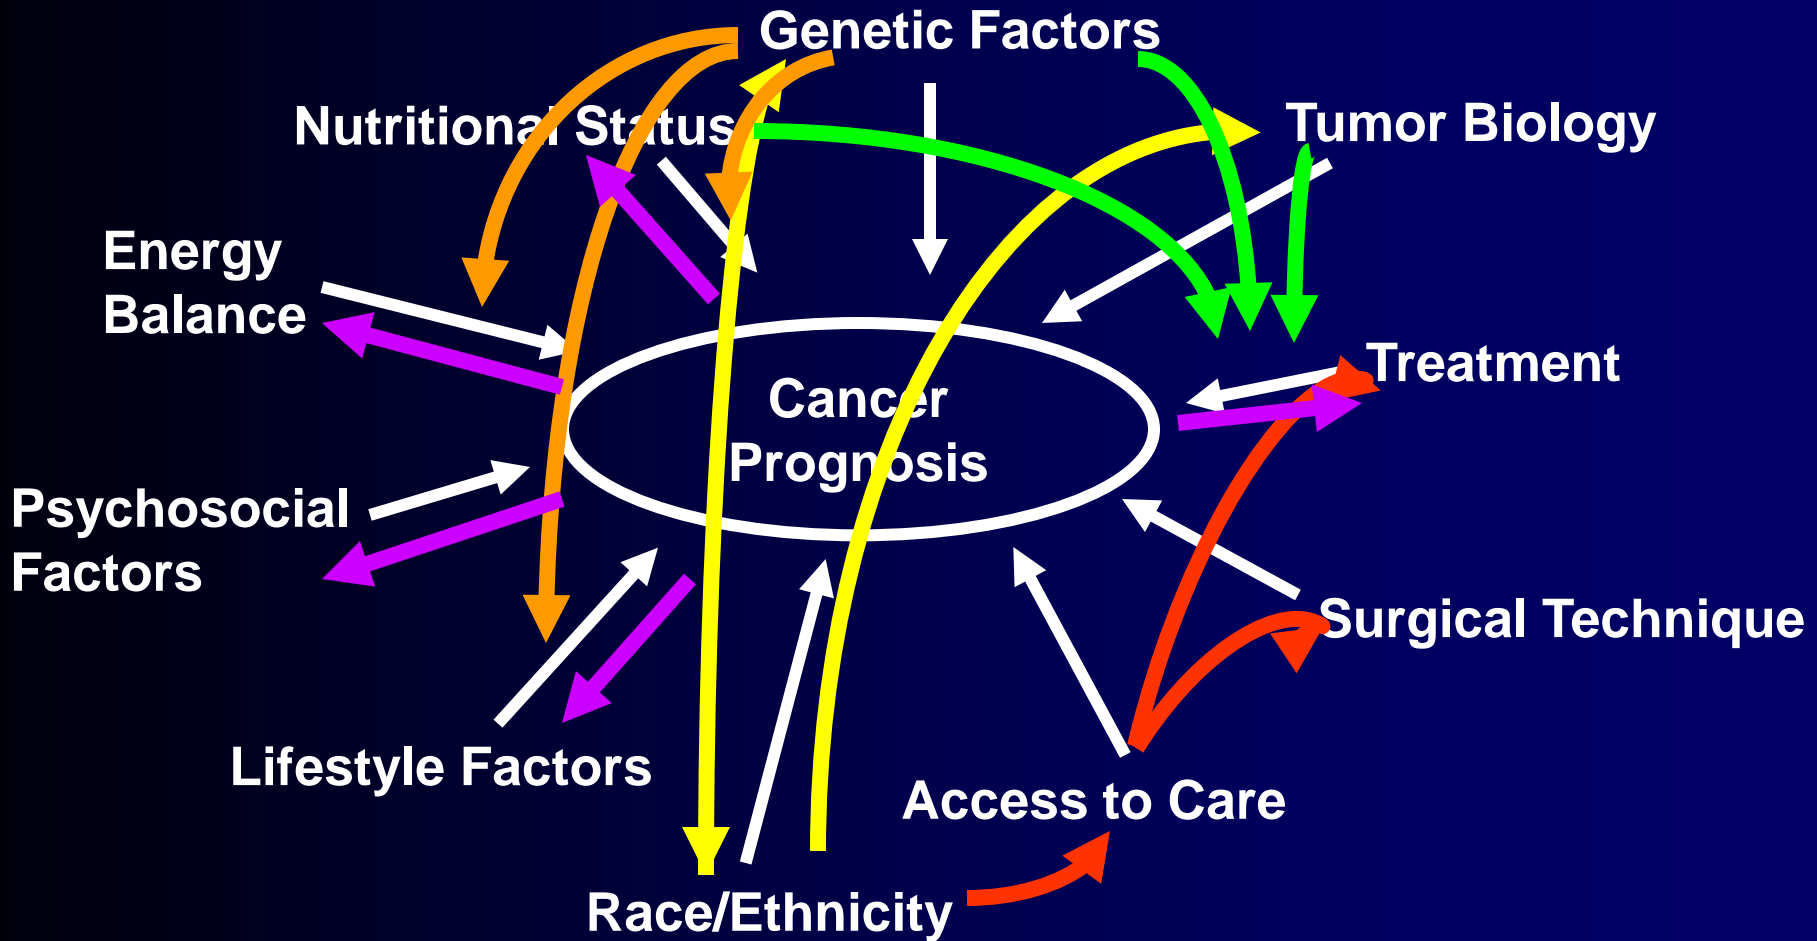 Genetic Factors
Nutritional Status
Tumor Biology
Energy
Balance
Treatment
Cancer
Prognosis
Psychosocial
Factors
Surgical Technique
Lifestyle Factors
Access to Care
Race/Ethnicity